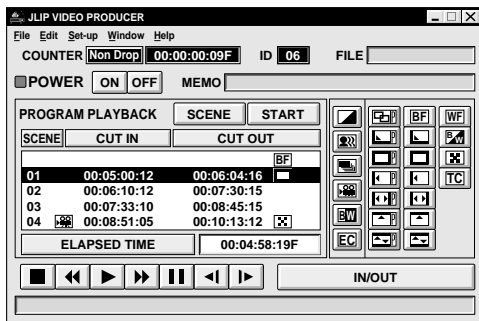 JLIP VIDEO PRODUCER
File Edit Set-up Window Help
COUNTER Non Drop 00:00:00:09F ID 06 FILE
POWER ON OFF MEMO
PROGRAM PLAYBACK SCENE START
SCENE CUT IN CUT OUT
BF
01 00:05:00:12 00:06:04:16
02 00:06:10:12 00:07:30:15
03 00:07:33:10 00:08:45:15
04 00:08:51:05 00:10:13:12
ELAPSED TIME 00:04:58:19F
P BF WF
P B/W
P
P TC
P
BW P
EC P
IN/OUT